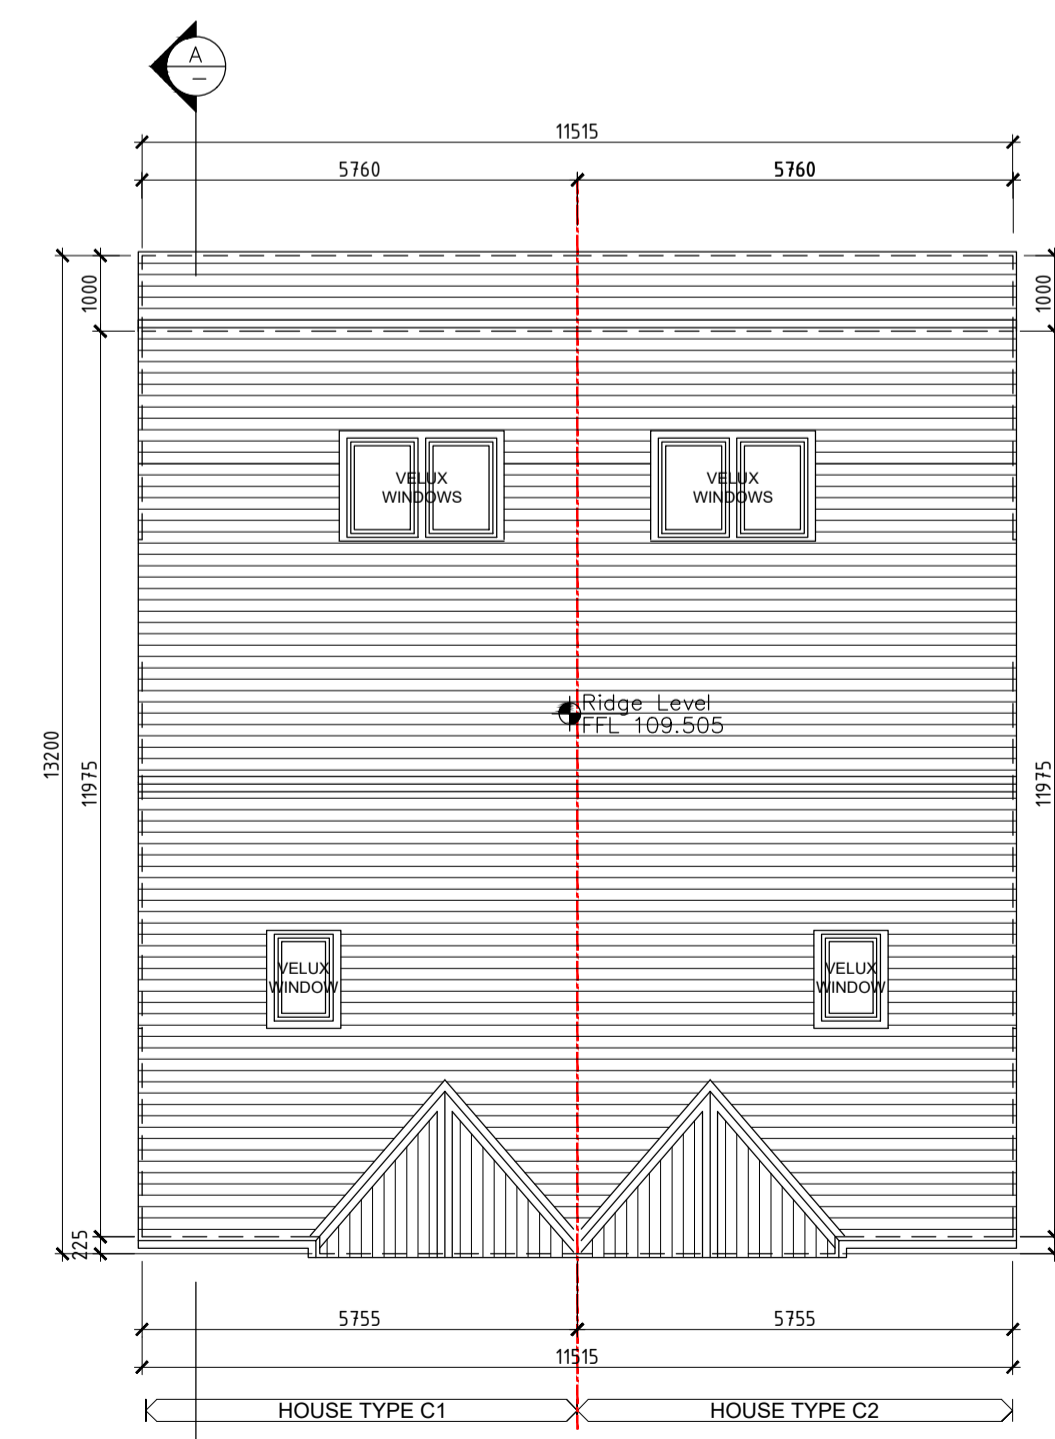 A
–
11515
5760 5760
1000 1000
VELUX
WINDOWS
VELUX
WINDOWS
Ridge Level
FFL 109.505
13200
11975 11975
VELUX
WINDOW
VELUX
WINDOW
225
5755 5755
11515
HOUSE TYPE C1 HOUSE TYPE C2